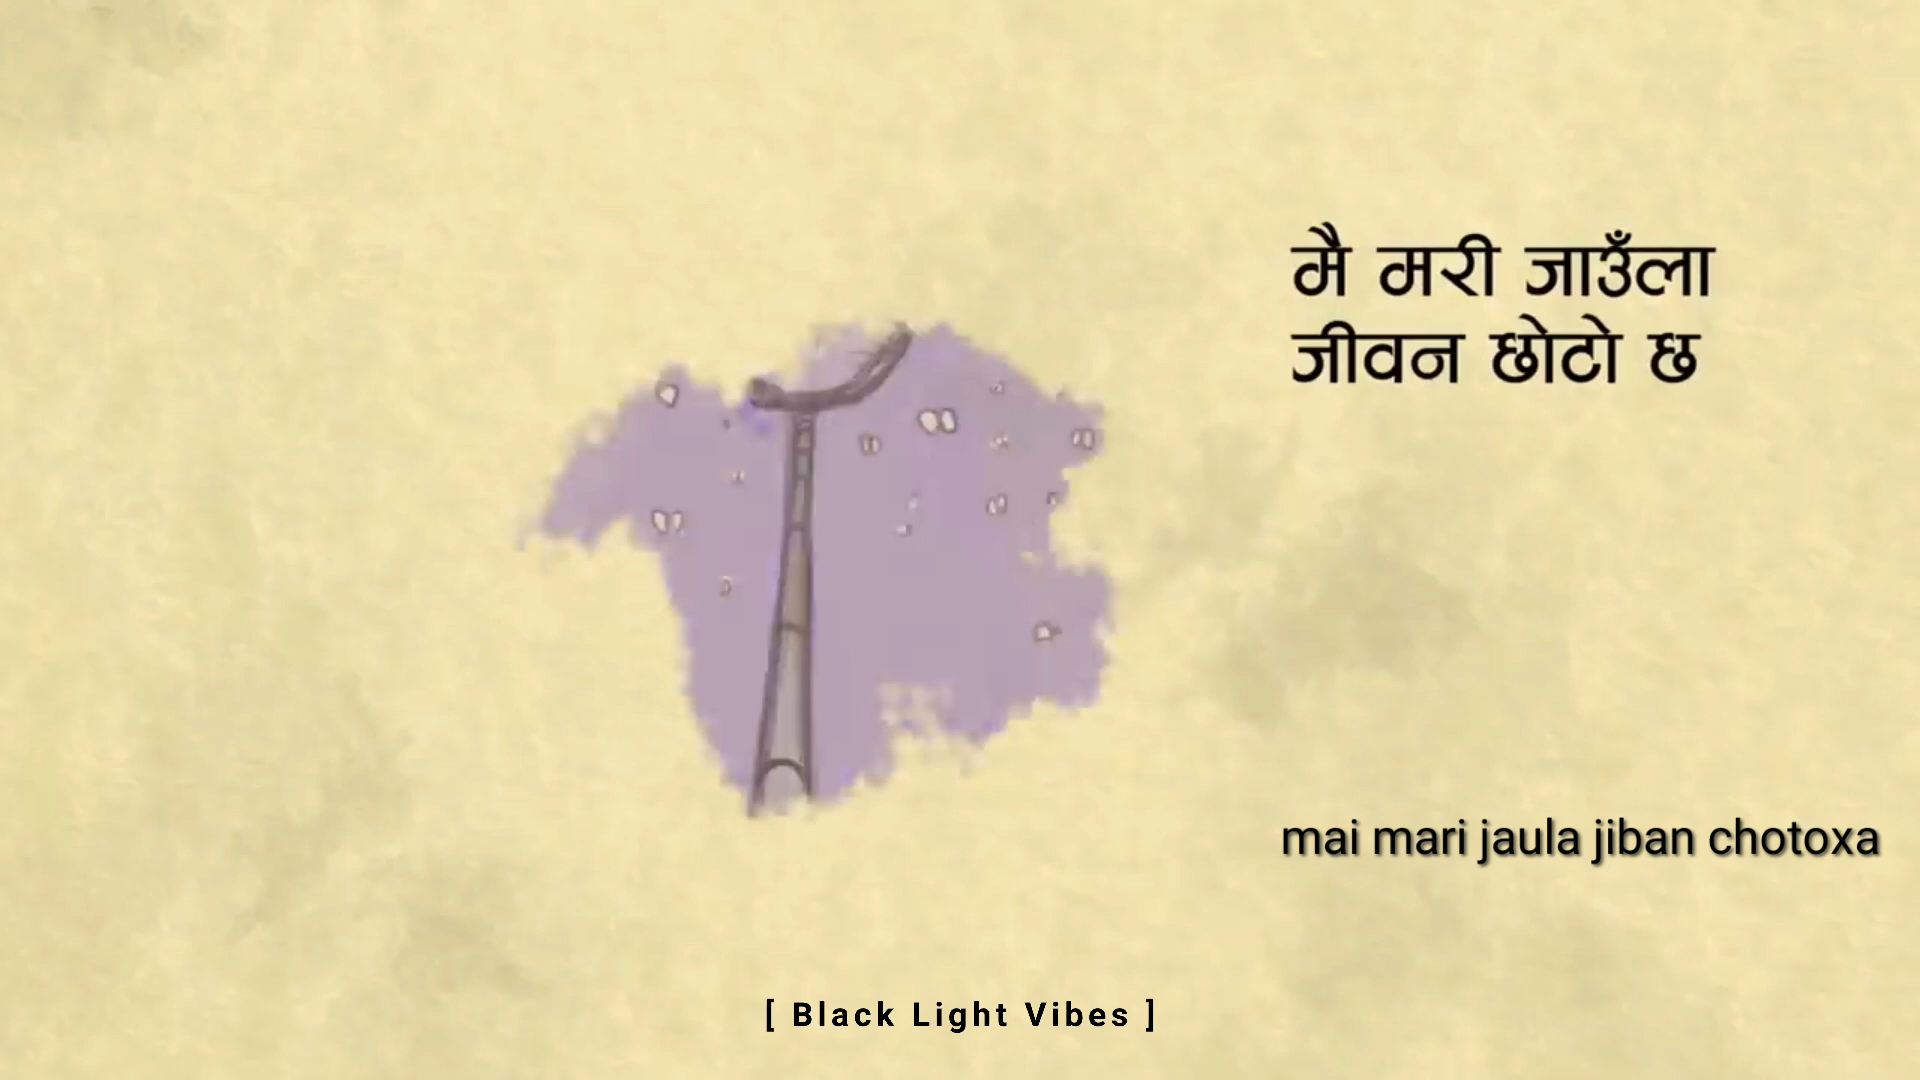 मै मरी जाउँला
जीवन छोटो छ
mai mari jaula jiban chotoxa
[ Black Light Vibes ]